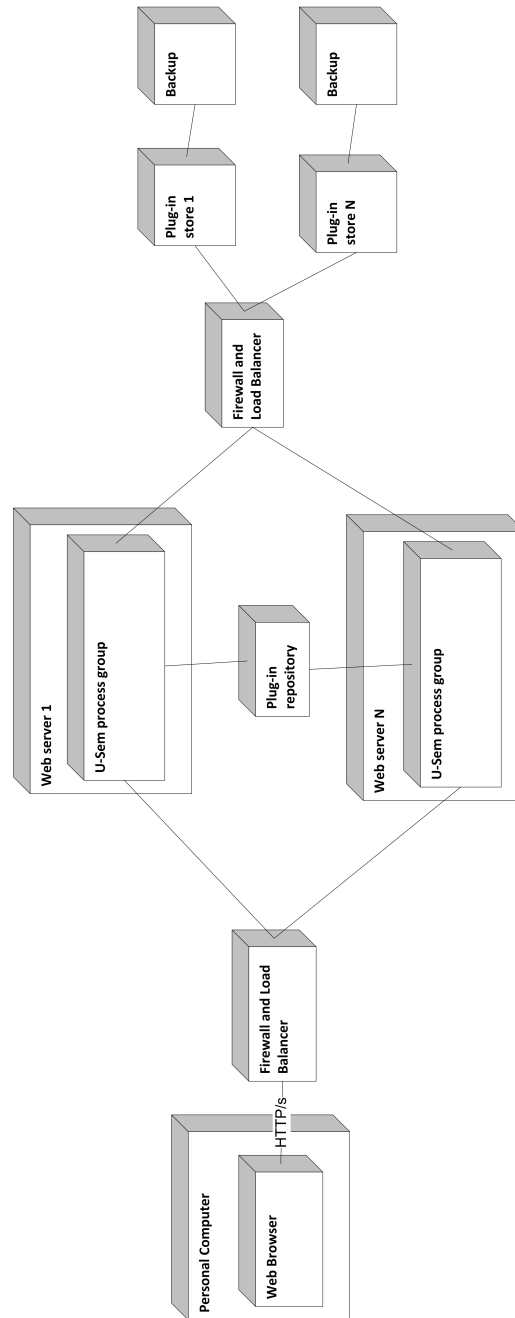 Personal Computer
Web Browser
HTTP/s
Firewall and Load
Balancer
Web server 1
U-Sem process group
Plug-in
repository
Web server N
U-Sem process group
Firewall and
Load Balancer
Plug-in
store 1
Backup
Plug-in
store N
Backup